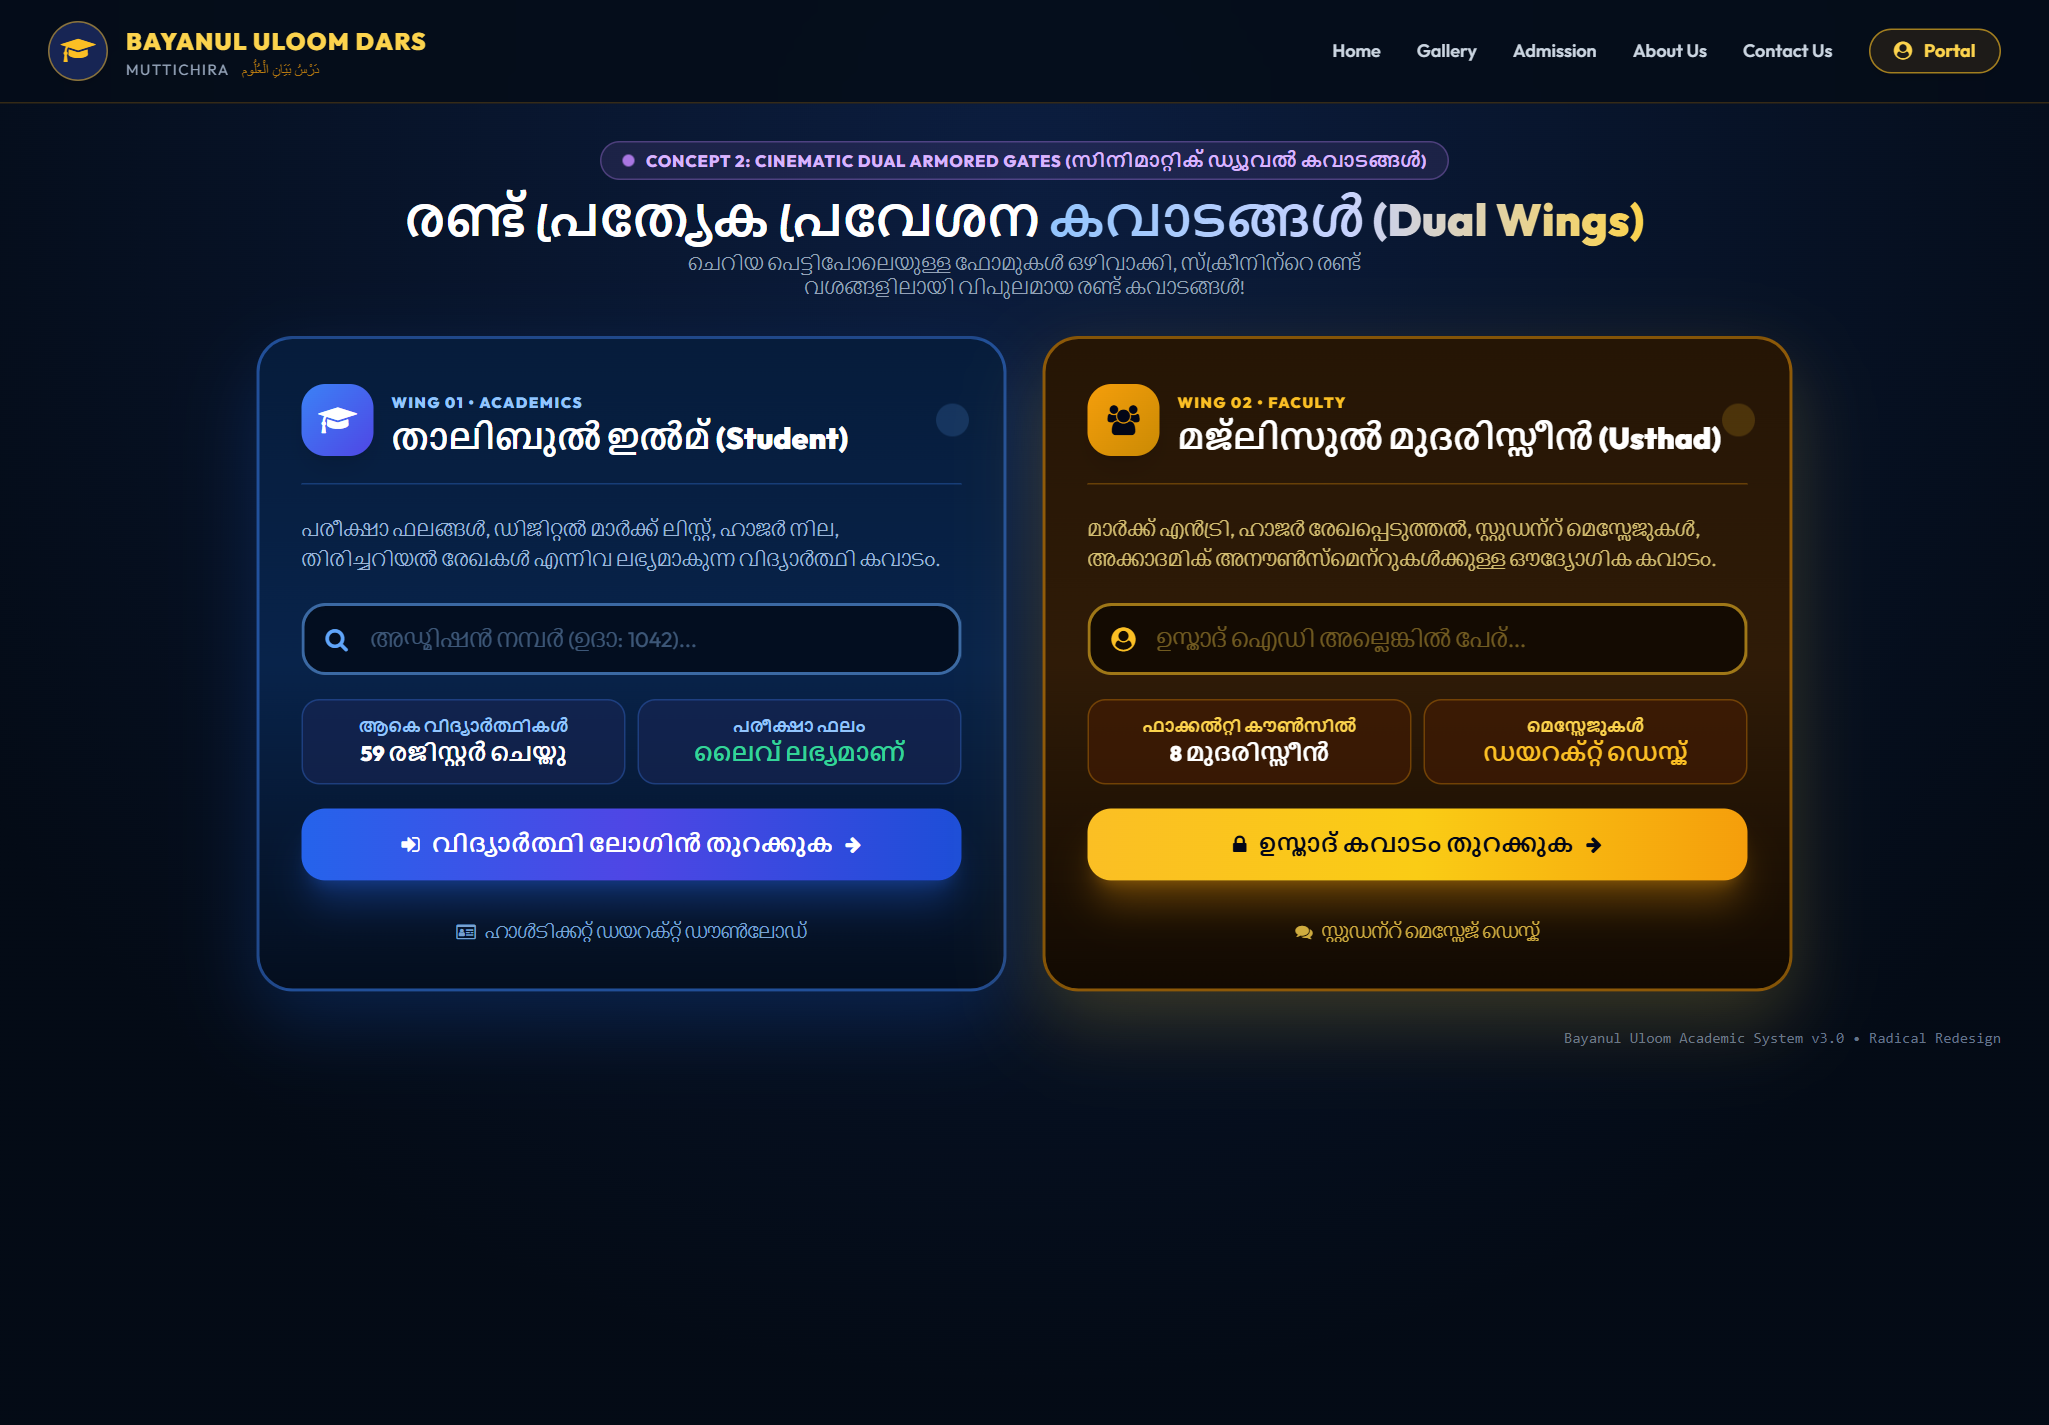 BAYANUL ULOOM DARS
MUTTICHIRA دَرْسُ بَيَانِ الْعُلُوم
Home Gallery Admission About Us Contact Us Portal
CONCEPT 2: CINEMATIC DUAL ARMORED GATES (സിനിമാറ്റിക് ഡ്യുവൽ കവാടങ്ങൾ)
രണ്ട് പ്രത്യേക പ്രവേശന കവാടങ്ങൾ (Dual Wings)
ചെറിയ പെട്ടിപോലെയുള്ള ഫോമുകൾ ഒഴിവാക്കി, സ്ക്രീനിന്റെ രണ്ട്
വശങ്ങളിലായി വിപുലമായ രണ്ട് കവാടങ്ങൾ!
WING 01 • ACADEMICS
താലിബുൽ ഇൽമ് (Student)
പരീക്ഷാ ഫലങ്ങൾ, ഡിജിറ്റൽ മാർക്ക് ലിസ്റ്റ്, ഹാജർ നില,
തിരിച്ചറിയൽ രേഖകൾ എന്നിവ ലഭ്യമാകുന്ന വിദ്യാർത്ഥി കവാടം.
അഡ്മിഷൻ നമ്പർ (ഉദാ: 1042)...
ആകെ വിദ്യാർത്ഥികൾ
59 രജിസ്റ്റർ ചെയ്തു
പരീക്ഷാ ഫലം
ലൈവ് ലഭ്യമാണ്
വിദ്യാർത്ഥി ലോഗിൻ തുറക്കുക →
ഹാൾടിക്കറ്റ് ഡയറക്റ്റ് ഡൗൺലോഡ്
WING 02 • FACULTY
മജ്ലിസുൽ മുദരിസ്സീൻ (Usthad)
മാർക്ക് എൻട്രി, ഹാജർ രേഖപ്പെടുത്തൽ, സ്റ്റുഡന്റ് മെസ്സേജുകൾ,
അക്കാദമിക് അനൗൺസ്മെന്റുകൾക്കുള്ള ഔദ്യോഗിക കവാടം.
ഉസ്താദ് ഐഡി അല്ലെങ്കിൽ പേര്...
ഫാക്കൽറ്റി കൗൺസിൽ
8 മുദരിസ്സീൻ
മെസ്സേജുകൾ
ഡയറക്റ്റ് ഡെസ്ക്
ഉസ്താദ് കവാടം തുറക്കുക →
സ്റ്റുഡന്റ് മെസ്സേജ് ഡെസ്ക്
Bayanul Uloom Academic System v3.0 • Radical Redesign